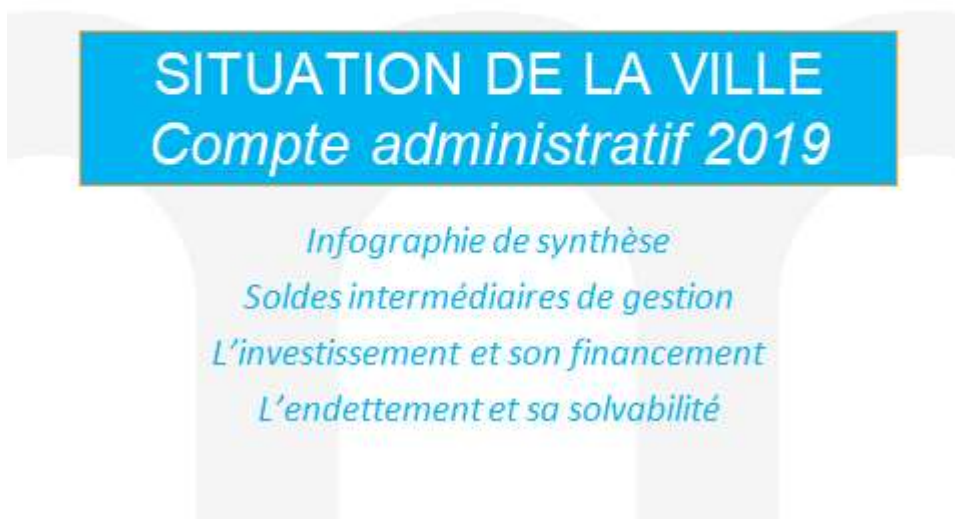 SITUATION DE LA VILLE
Compte administratif 2019
Infographie de synthèse
Soldes intermédiaires de gestion
L'investissement et son financement
L'endettement et sa solvabilité